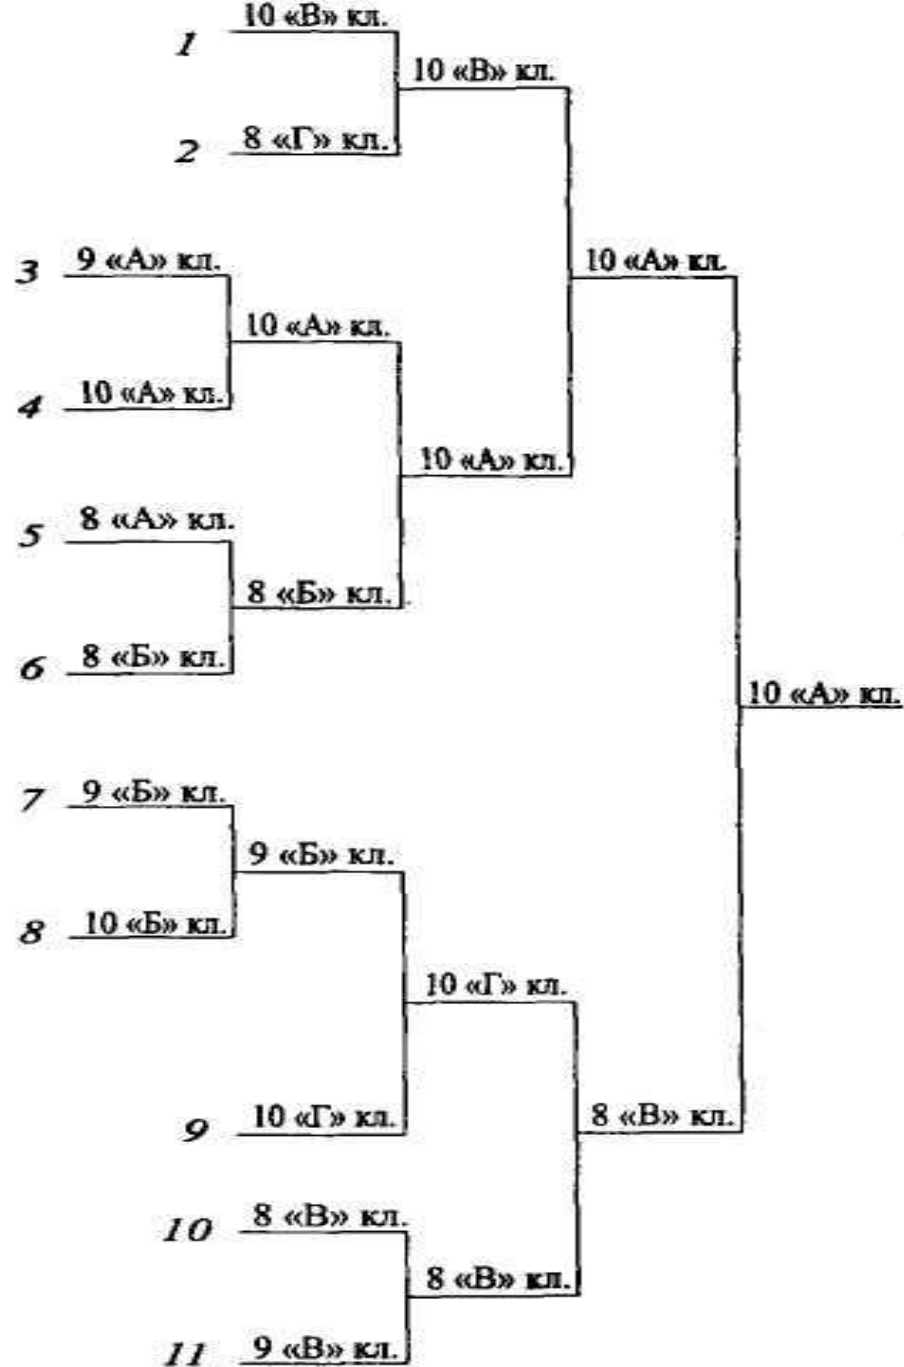 10 «В» кл.
1
10 «В» кл.
2 8 «Г» кл.
3 9 «А» кл.
10 «А» кл.
10 «А» кл.
4 10 «А» кл.
10 «А» кл.
5 8 «А» кл.
8 «Б» кл.
6 8 «Б» кл.
10 «А» кл.
7 9 «Б» кл.
9 «Б» кл.
8 10 «Б» кл.
10 «Г» кл.
9 10 «Г» кл.
8 «В» кл.
10 8 «В» кл.
8 «В» кл.
11 9 «В» кл.